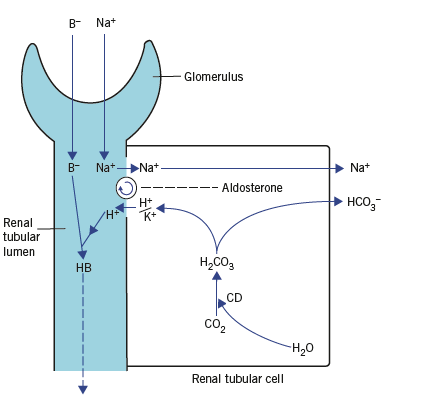 B⁻ Na⁺
Glomerulus
B⁻ Na⁺ Na⁺ Na⁺
Aldosterone
H⁺ H⁺
K⁺
HCO₃⁻
Renal
tubular
lumen
HB
H₂CO₃
CD
CO₂
H₂O
Renal tubular cell